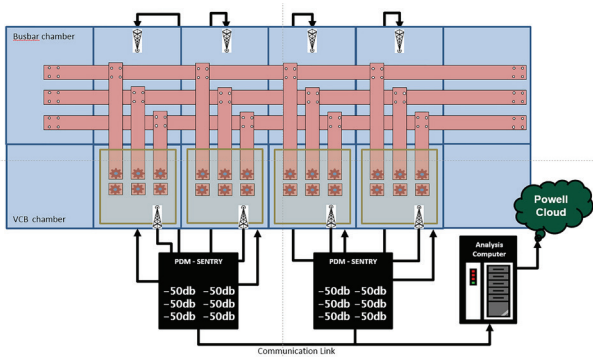 Busbar chamber
VCB chamber
Powell
Cloud
Analysis
Computer
PDM - SENTRY
-50db -50db
-50db -50db
-50db -50db
PDM - SENTRY
-50db -50db
-50db -50db
-50db -50db
Communication Link